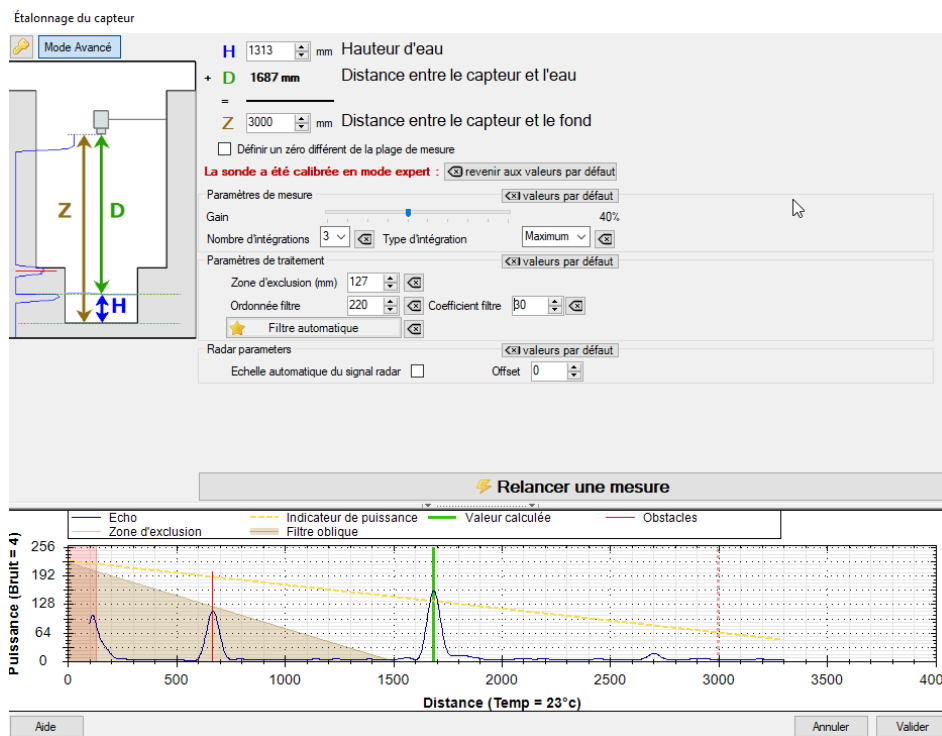 Étalonnage du capteur
Mode Avancé
H 1313 mm Hauteur d'eau
+ D 1687 mm Distance entre le capteur et l'eau
=
Z 3000 mm Distance entre le capteur et le fond
Définir un zéro différent de la plage de mesure
La sonde a été calibrée en mode expert : revenir aux valeurs par défaut
Z D
H
Paramètres de mesure valeurs par défaut
Gain 40%
Nombre d'intégrations 3 Type d'intégration Maximum
Paramètres de traitement valeurs par défaut
Zone d'exclusion (mm) 127
Ordonnée filtre 220 Coefficient filtre 30
Filtre automatique
Radar parameters valeurs par défaut
Echelle automatique du signal radar Offset 0
Relancer une mesure
Echo Indicateur de puissance Valeur calculée Obstacles
Zone d'exclusion Filtre oblique
Puissance (Bruit = 4)
256
192
128
64
0
0 500 1000 1500 2000 2500 3000 3500 400
Distance (Temp = 23°c)
Aide Annuler Valider